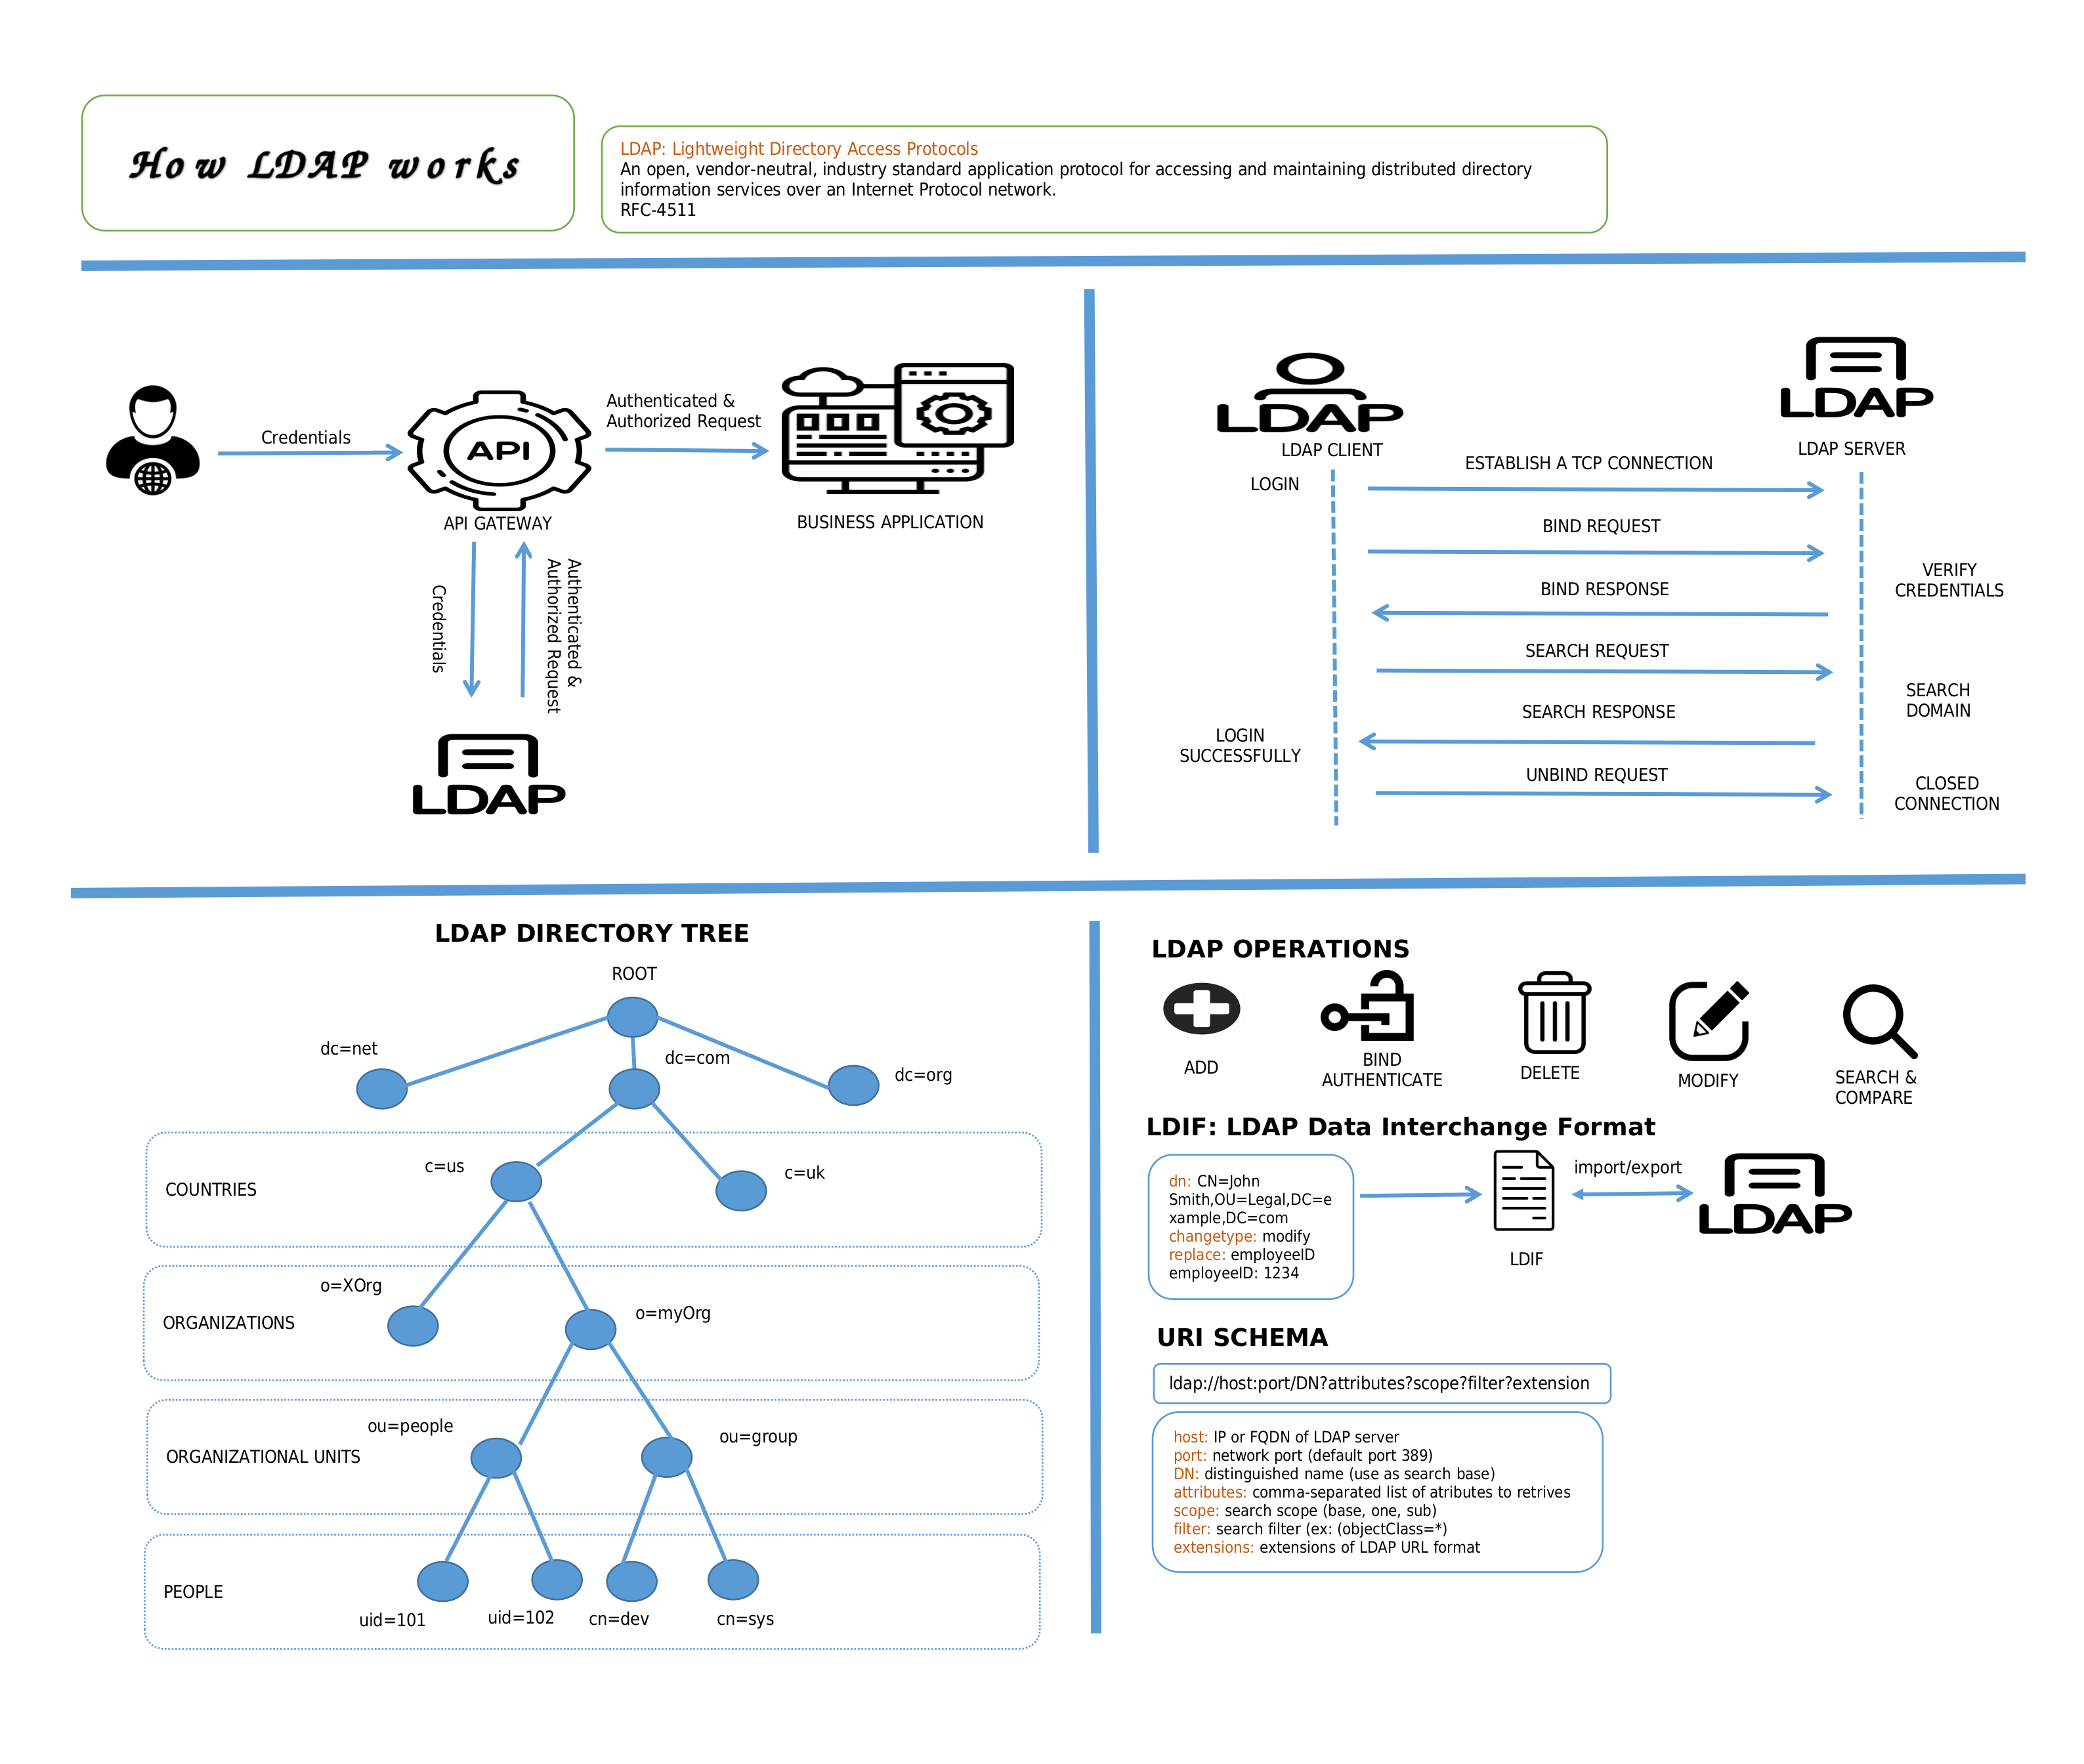 How LDAP works
LDAP: Lightweight Directory Access Protocols
An open, vendor-neutral, industry standard application protocol for accessing and maintaining distributed directory
information services over an Internet Protocol network.
RFC-4511
Credentials
API
API GATEWAY
Authenticated &
Authorized Request
BUSINESS APPLICATION
Credentials
Authenticated &
Authorized Request
LDAP
LDAP
LDAP CLIENT
LDAP
LDAP SERVER
LOGIN
ESTABLISH A TCP CONNECTION
BIND REQUEST
VERIFY
CREDENTIALS
BIND RESPONSE
SEARCH REQUEST
SEARCH
DOMAIN
SEARCH RESPONSE
LOGIN
SUCCESSFULLY
UNBIND REQUEST
CLOSED
CONNECTION
LDAP DIRECTORY TREE
ROOT
dc=net
dc=com
dc=org
COUNTRIES
c=us
c=uk
ORGANIZATIONS
o=XOrg
o=myOrg
ORGANIZATIONAL UNITS
ou=people
ou=group
PEOPLE
uid=101
uid=102
cn=dev
cn=sys
LDAP OPERATIONS
ADD
BIND
AUTHENTICATE
DELETE
MODIFY
SEARCH &
COMPARE
LDIF: LDAP Data Interchange Format
dn: CN=John
Smith,OU=Legal,DC=e
xample,DC=com
changetype: modify
replace: employeeID
employeeID: 1234
LDIF
import/export
LDAP
URI SCHEMA
ldap://host:port/DN?attributes?scope?filter?extension
host: IP or FQDN of LDAP server
port: network port (default port 389)
DN: distinguished name (use as search base)
attributes: comma-separated list of atributes to retrives
scope: search scope (base, one, sub)
filter: search filter (ex: (objectClass=*)
extensions: extensions of LDAP URL format